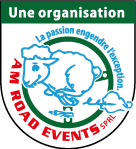 Une organisation
La passion engendre l'exception.
AM ROAD EVENTS SPRL